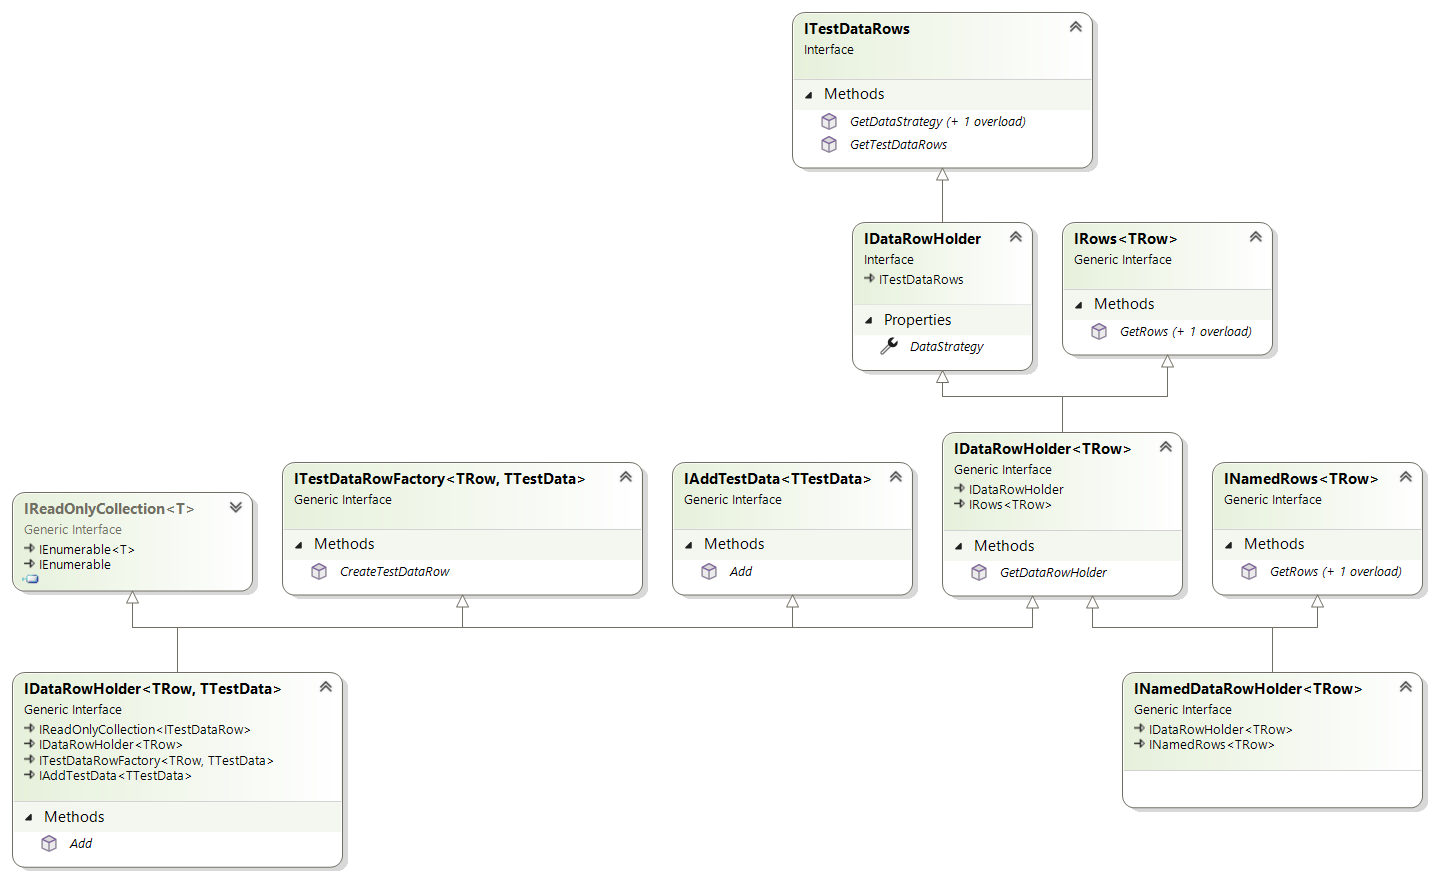 ITestDataRows
Interface
Methods
GetDataStrategy (+ 1 overload)
GetTestDataRows
IDataRowHolder
Interface
ITestDataRows
Properties
DataStrategy
IRows<TRow>
Generic Interface
Methods
GetRows (+ 1 overload)
IReadOnlyCollection<T>
Generic Interface
IEnumerable<T>
IEnumerable
ITestDataRowFactory<TRow, TTestData>
Generic Interface
Methods
CreateTestDataRow
IAddTestData<TTestData>
Generic Interface
Methods
Add
IDataRowHolder<TRow>
Generic Interface
IDataRowHolder
IRows<TRow>
Methods
GetDataRowHolder
INamedRows<TRow>
Generic Interface
Methods
GetRows (+ 1 overload)
IDataRowHolder<TRow, TTestData>
Generic Interface
IReadOnlyCollection<ITestDataRow>
IDataRowHolder<TRow>
ITestDataRowFactory<TRow, TTestData>
IAddTestData<TTestData>
Methods
Add
INamedDataRowHolder<TRow>
Generic Interface
IDataRowHolder<TRow>
INamedRows<TRow>